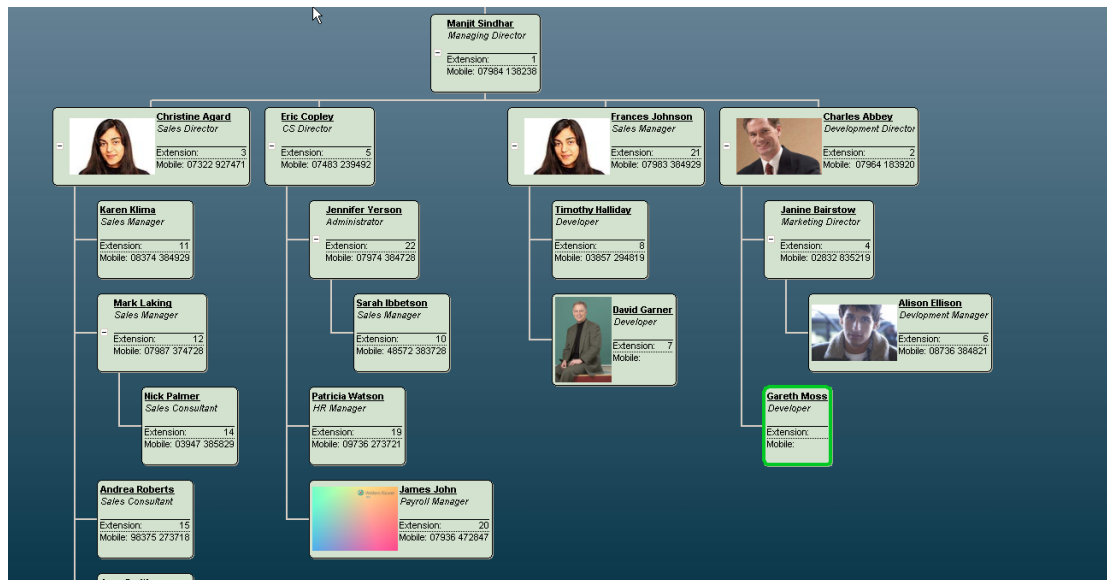 Manjit Sindhar
Managing Director
Extension: 1
Mobile: 07984 138238
Christine Agard
Sales Director
Extension: 3
Mobile: 07322 927471
Eric Copley
CS Director
Extension: 5
Mobile: 07483 239492
Frances Johnson
Sales Manager
Extension: 21
Mobile: 07983 384929
Charles Abbey
Development Director
Extension: 2
Mobile: 07964 183920
Karen Klima
Sales Manager
Extension: 11
Mobile: 08374 384929
Jennifer Yerson
Administrator
Extension: 22
Mobile: 07974 384728
Timothy Halliday
Developer
Extension: 8
Mobile: 03857 294819
Janine Bairstow
Marketing Director
Extension: 4
Mobile: 02832 835219
Mark Laking
Sales Manager
Extension: 12
Mobile: 07987 374728
Sarah Ibbetson
Sales Manager
Extension: 10
Mobile: 48572 383728
David Garner
Developer
Extension: 7
Mobile:
Alison Ellison
Devlopment Manager
Extension: 6
Mobile: 08736 384821
Nick Palmer
Sales Consultant
Extension: 14
Mobile: 03947 385829
Patricia Watson
HR Manager
Extension: 19
Mobile: 09736 273721
Gareth Moss
Developer
Extension:
Mobile:
Andrea Roberts
Sales Consultant
Extension: 15
Mobile: 98375 273718
James John
Payroll Manager
Extension: 20
Mobile: 07936 472847